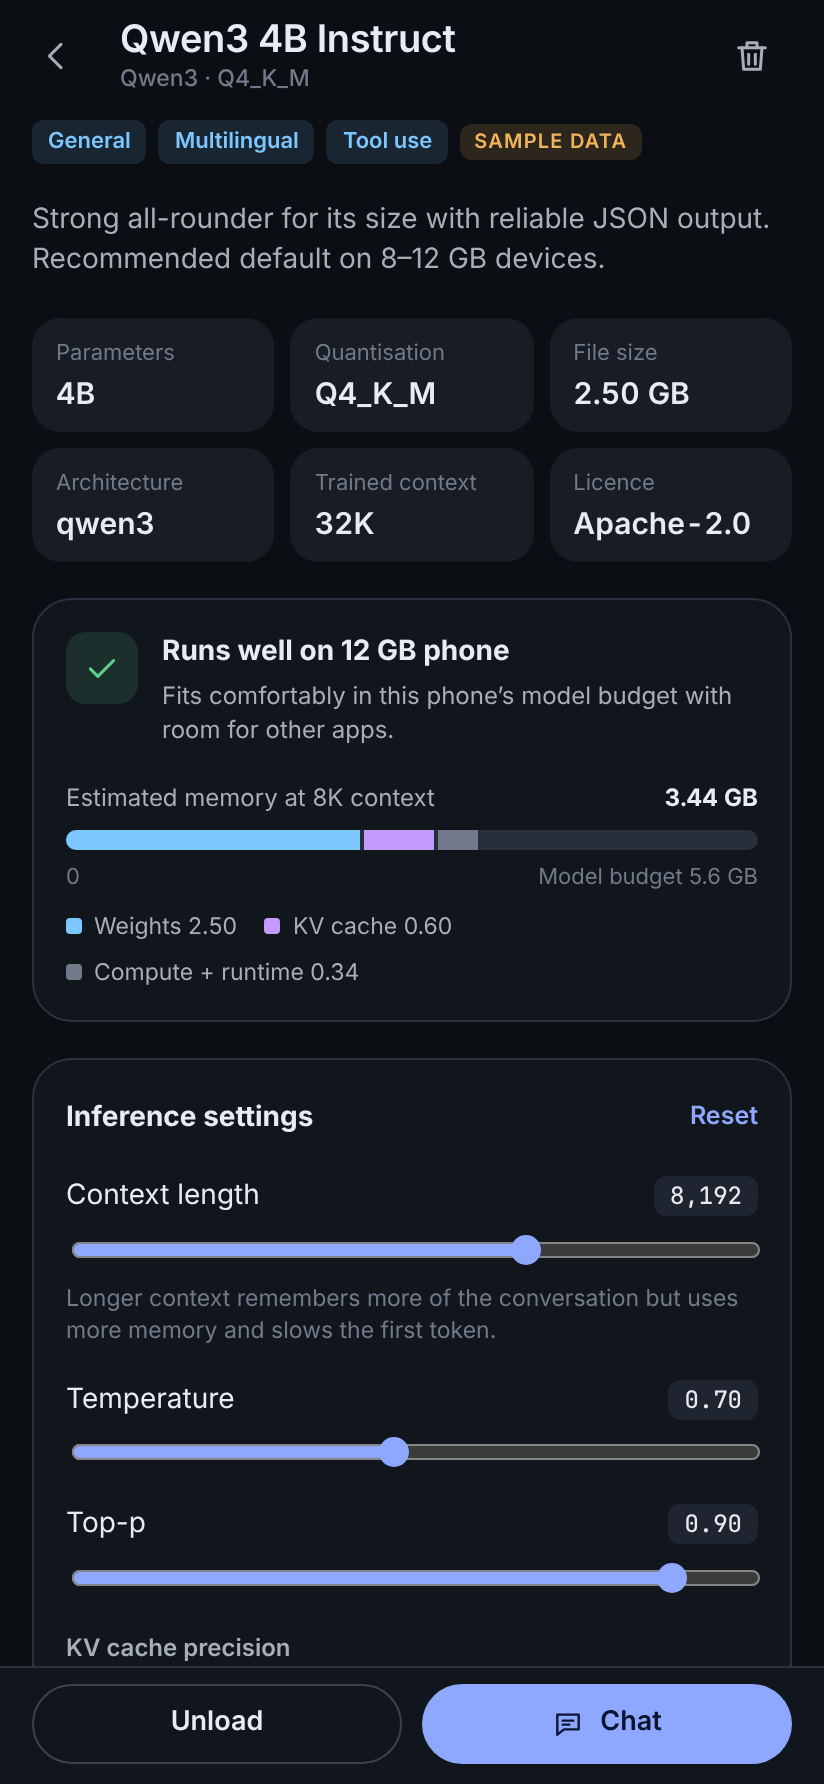 Qwen3 4B Instruct
Qwen3 · Q4_K_M
General Multilingual Tool use SAMPLE DATA
Strong all-rounder for its size with reliable JSON output.
Recommended default on 8–12 GB devices.
Parameters Quantisation File size
4B Q4_K_M 2.50 GB
Architecture Trained context Licence
qwen3 32K Apache-2.0
Runs well on 12 GB phone
Fits comfortably in this phone’s model budget with
room for other apps.
Estimated memory at 8K context 3.44 GB
0 Model budget 5.6 GB
Weights 2.50 KV cache 0.60
Compute + runtime 0.34
Inference settings Reset
Context length 8,192
Longer context remembers more of the conversation but uses
more memory and slows the first token.
Temperature 0.70
Top-p 0.90
KV cache precision
Unload Chat